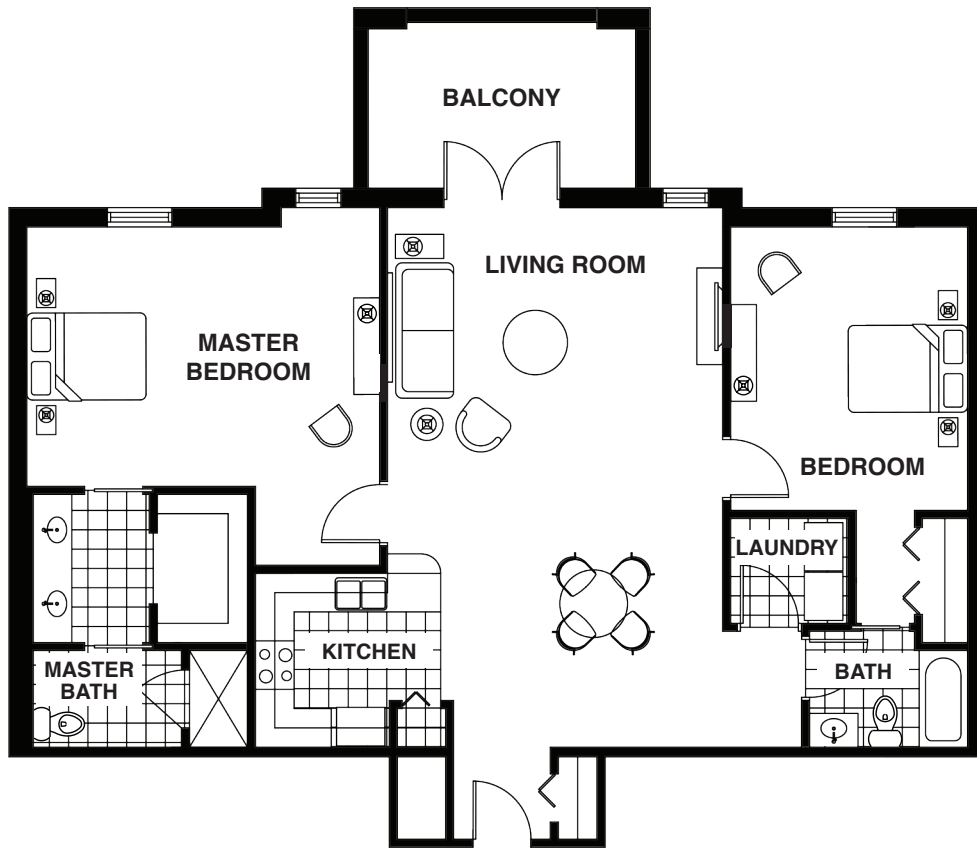 BALCONY
LIVING ROOM
MASTER
BEDROOM
BEDROOM
LAUNDRY
KITCHEN
MASTER
BATH
BATH